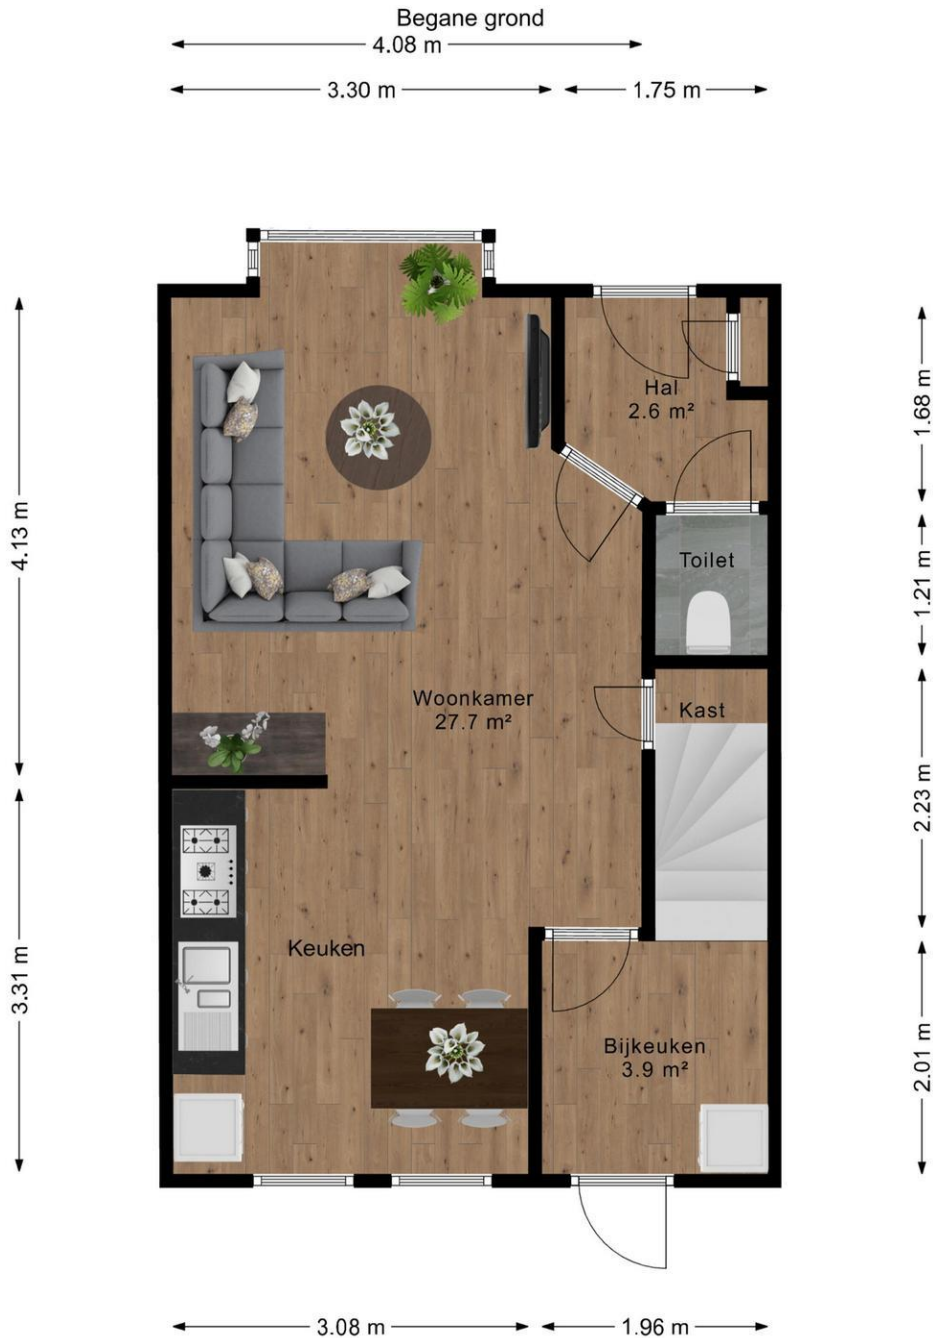 Begane grond
4.08 m
3.30 m
1.75 m
Hal
2.6 m²
1.68 m
4.13 m
Toilet
1.21 m
Woonkamer
27.7 m²
Kast
2.23 m
Keuken
3.31 m
Bijkeuken
3.9 m²
2.01 m
3.08 m
1.96 m